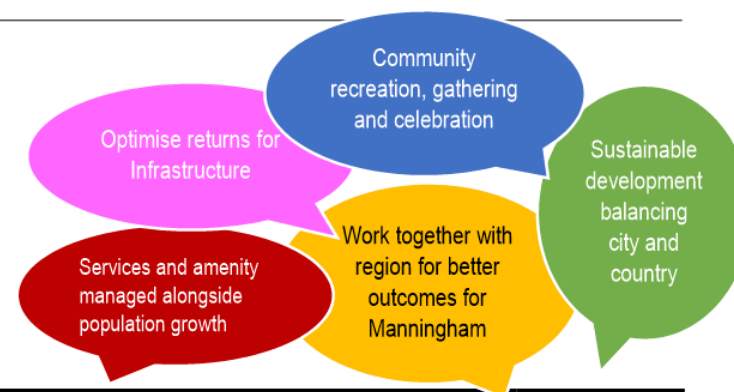 Community
recreation, gathering
and celebration
Optimise returns for
Infrastructure
Sustainable
development
balancing
city and
country
Work together with
region for better
outcomes for
Manningham
Services and amenity
managed alongside
population growth